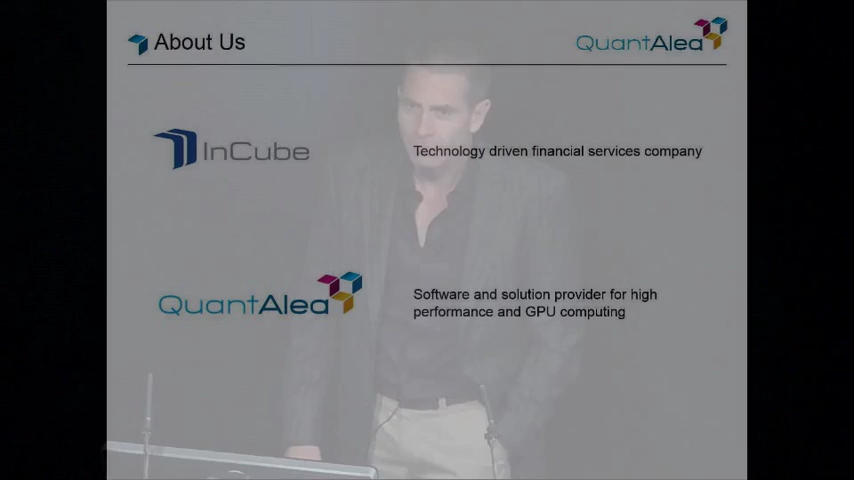 About Us
QuantAlea
InCube
Technology driven financial services company
QuantAlea
Software and solution provider for high
performance and GPU computing